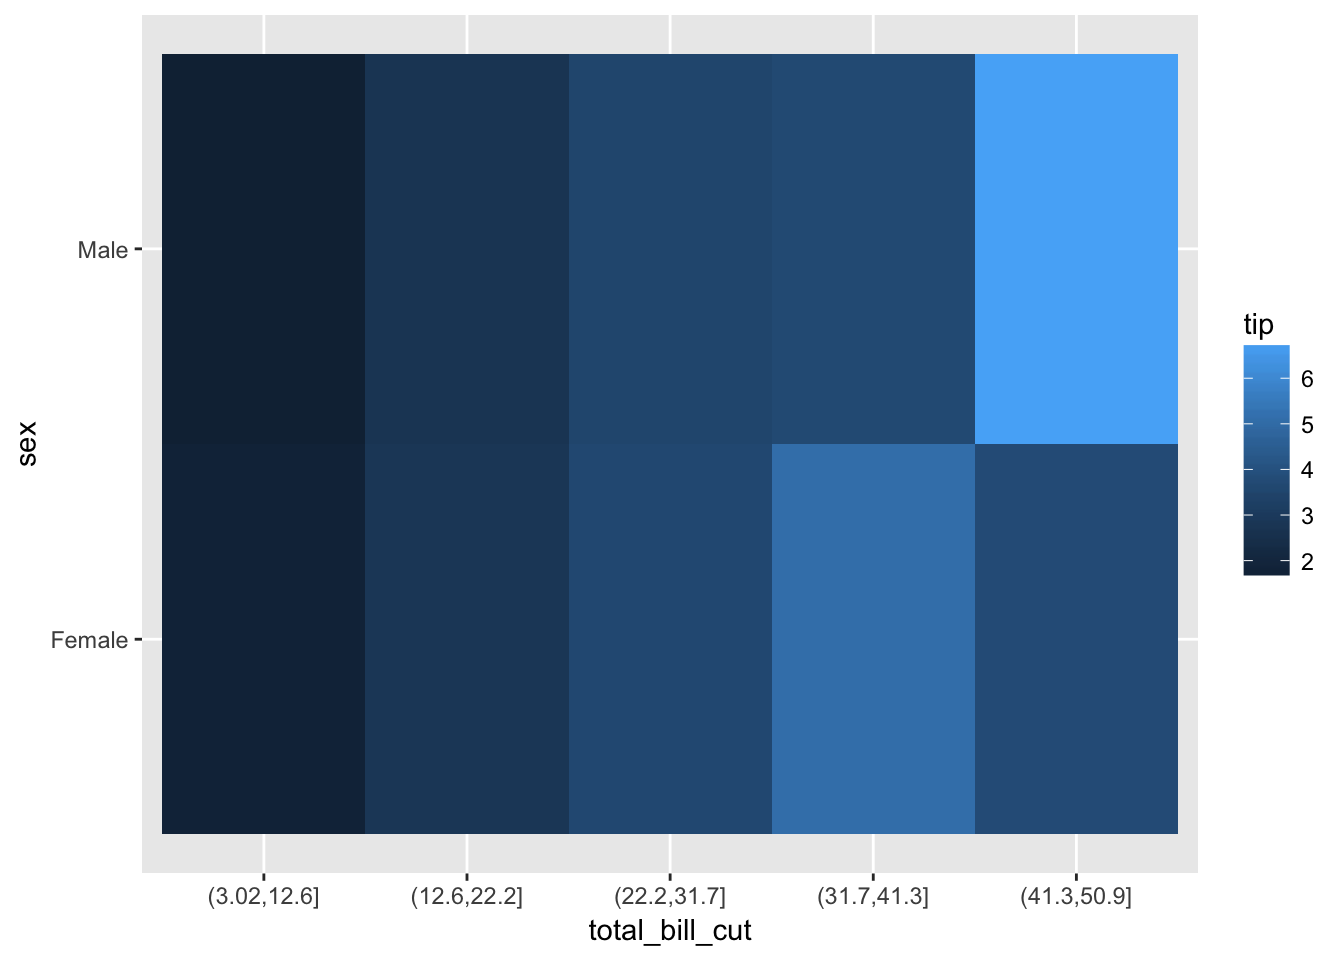 Male
Female
sex
(3.02,12.6] (12.6,22.2] (22.2,31.7] (31.7,41.3] (41.3,50.9]
total_bill_cut
tip
6
5
4
3
2